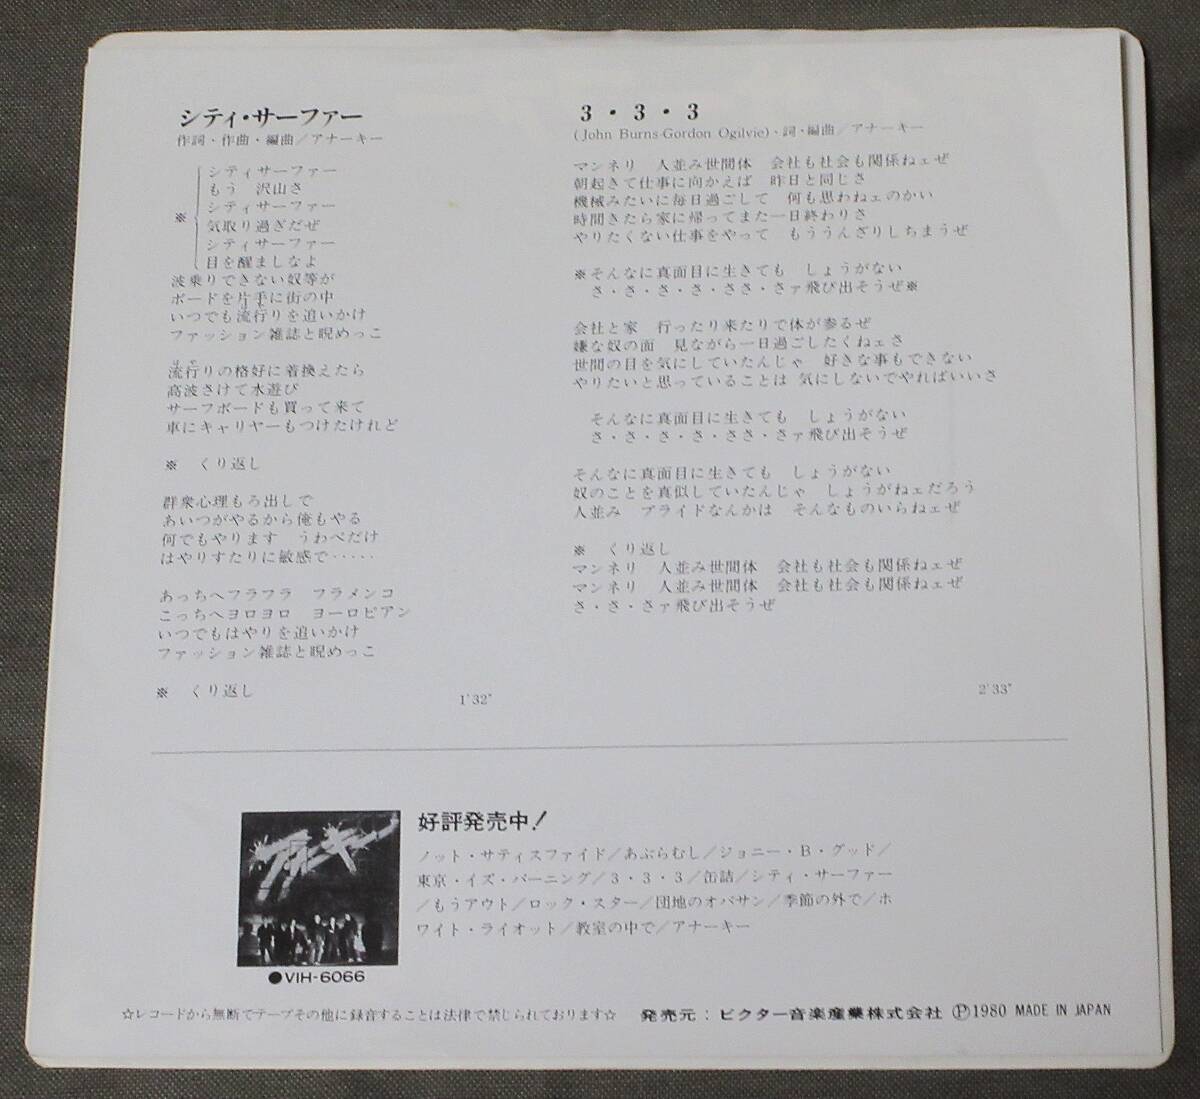 シティ・サーファー
作詞・作曲・編曲／アナーキー
シティサーファー
もう　沢山さ
シティサーファー
※
気取り過ぎだぜ
シティサーファー
目を醒ましなよ
波乗りできない奴等が
ボードを片手に街の中
はや
いつでも流行りを追いかけ
ファッション雑誌と睨めっこ
はや
流行りの格好に着換えたら
高波さけて水遊び
サーフボードも買って来て
車にキャリヤーもつけたけれど
※　くり返し
群衆心理もろ出しで
あいつがやるから俺もやる
何でもやります　うわべだけ
はやりすたりに敏感で‥‥‥
あっちへフラフラ　フラメンコ
こっちへヨロヨロ　ヨーロピアン
いつでもはやりを追いかけ
ファッション雑誌と睨めっこ
※　くり返し
1'32"
3・3・3
(John Burns-Gordon Ogilvie)・詞・編曲／アナーキー
マンネリ　人並み世間体　会社も社会も関係ねェぜ
朝起きて仕事に向かえば　昨日と同じさ
機械みたいに毎日過ごして　何も思わねェのかい
時間きたら家に帰ってまた一日終わりさ
やりたくない仕事をやって　もううんざりしちまうぜ
※そんなに真面目に生きても　しょうがない
さ・さ・さ・さ・ささ・さァ飛び出そうぜ※
会社と家　行ったり来たりで体が参るぜ
嫌な奴の面　見ながら一日過ごしたくねェさ
世間の目を気にしていたんじゃ　好きな事もできない
やりたいと思っていることは 気にしないでやればいいさ
そんなに真面目に生きても　しょうがない
さ・さ・さ・さ・ささ・さァ飛び出そうぜ
そんなに真面目に生きても　しょうがない
奴のことを真似していたんじゃ　しょうがねェだろう
人並み　プライドなんかは　そんなものいらねェぜ
※　くり返し
マンネリ　人並み世間体　会社も社会も関係ねェぜ
マンネリ　人並み世間体　会社も社会も関係ねェぜ
さ・さ・さァ飛び出そうぜ
2'33"
好評発売中！
ノット・サティスファイド／あぶらむし／ジョニー・B・グッド／
東京・イズ・バーニング／3・3・3／缶詰／シティ・サーファー
／もうアウト／ロック・スター／団地のオバサン／季節の外で／ホ
ワイト・ライオット／教室の中で／アナーキー
●VIH-6066
☆レコードから無断でテープその他に録音することは法律で禁じられております☆　発売元：ビクター音楽産業株式会社 Ⓟ1980 MADE IN JAPAN